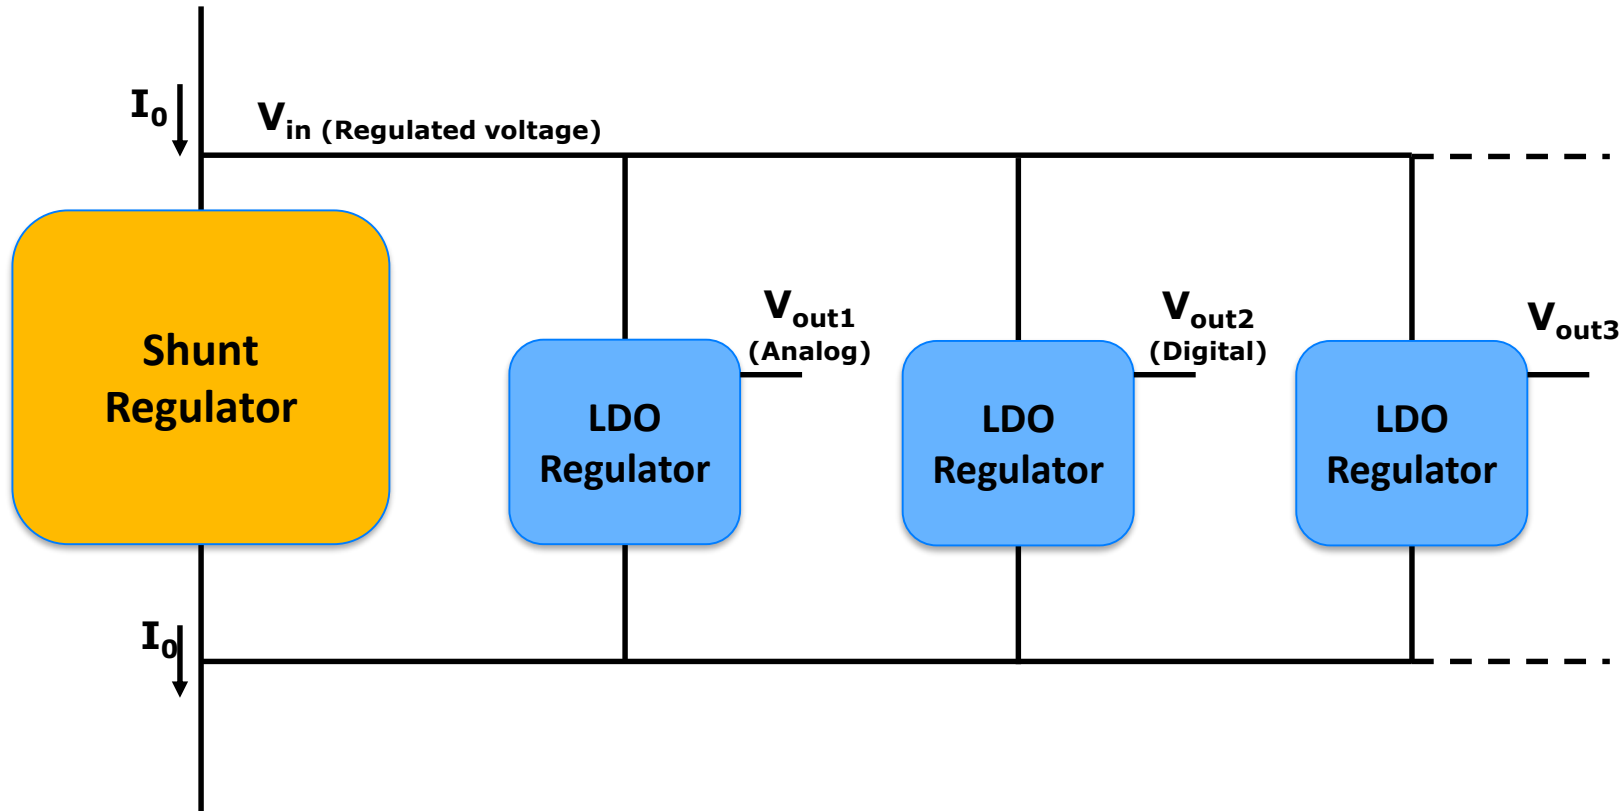 I0
Vin (Regulated voltage)
Shunt
Regulator
Vout1
(Analog)
Vout2
(Digital)
Vout3
LDO
Regulator
LDO
Regulator
LDO
Regulator
I0